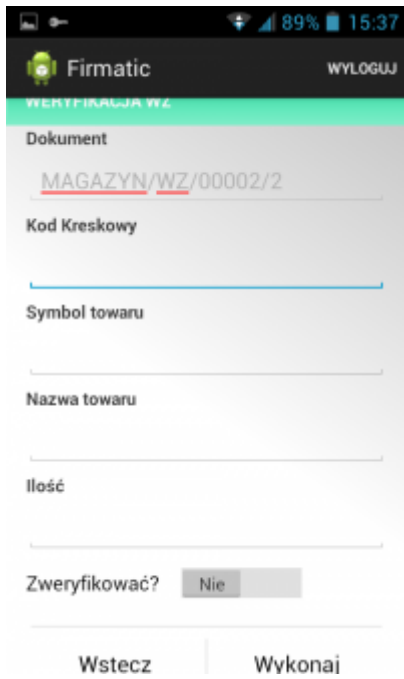 89% 15:37
Firmatic WYLOGUJ
WERYFIKACJA WZ
Dokument
MAGAZYN/WZ/00002/2
Kod Kreskowy
Symbol towaru
Nazwa towaru
Ilość
Zweryfikować? Nie
Wstecz Wykonaj